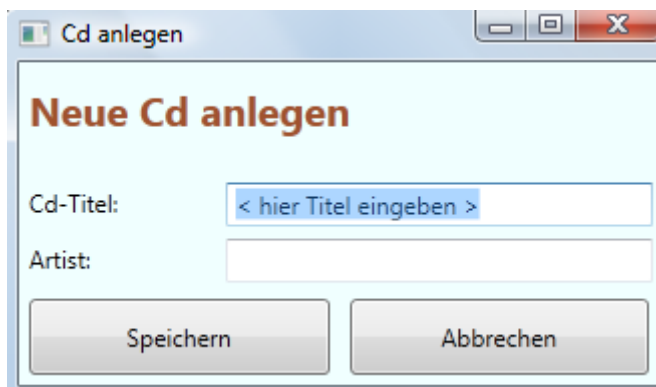 Cd anlegen
Neue Cd anlegen
Cd-Titel: < hier Titel eingeben >
Artist:
Speichern Abbrechen